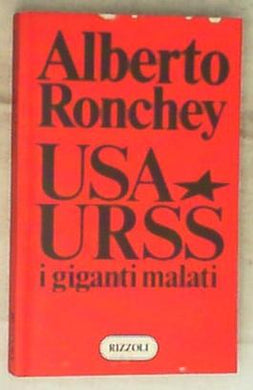 Alberto
Ronchey
USA
URSS
i giganti malati
RIZZOLI